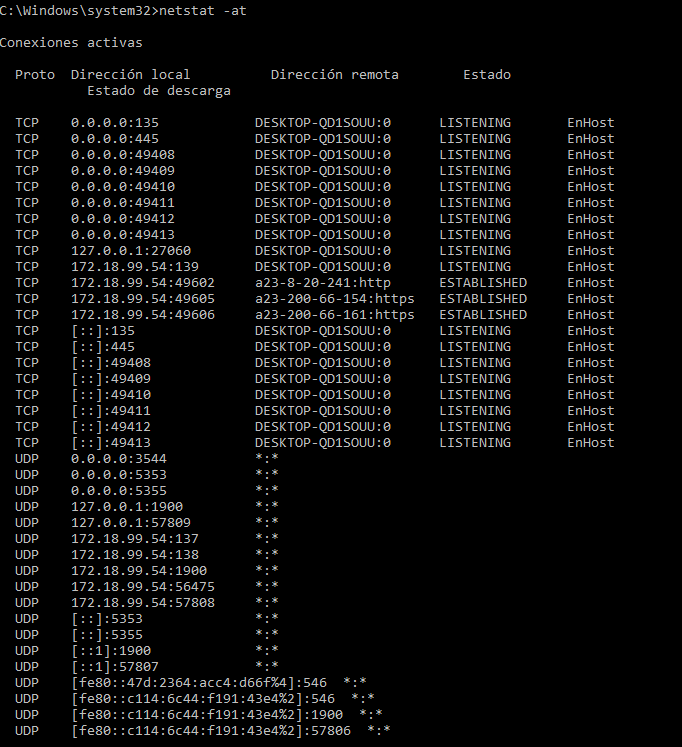 C:\Windows\system32>netstat -at
Conexiones activas
Proto Dirección local Dirección remota Estado
Estado de descarga
TCP 0.0.0.0:135 DESKTOP-QD1SOUU:0 LISTENING EnHost
TCP 0.0.0.0:445 DESKTOP-QD1SOUU:0 LISTENING EnHost
TCP 0.0.0.0:49408 DESKTOP-QD1SOUU:0 LISTENING EnHost
TCP 0.0.0.0:49409 DESKTOP-QD1SOUU:0 LISTENING EnHost
TCP 0.0.0.0:49410 DESKTOP-QD1SOUU:0 LISTENING EnHost
TCP 0.0.0.0:49411 DESKTOP-QD1SOUU:0 LISTENING EnHost
TCP 0.0.0.0:49412 DESKTOP-QD1SOUU:0 LISTENING EnHost
TCP 0.0.0.0:49413 DESKTOP-QD1SOUU:0 LISTENING EnHost
TCP 127.0.0.1:27060 DESKTOP-QD1SOUU:0 LISTENING EnHost
TCP 172.18.99.54:139 DESKTOP-QD1SOUU:0 LISTENING EnHost
TCP 172.18.99.54:49602 a23-8-20-241:http ESTABLISHED EnHost
TCP 172.18.99.54:49605 a23-200-66-154:https ESTABLISHED EnHost
TCP 172.18.99.54:49606 a23-200-66-161:https ESTABLISHED EnHost
TCP [::]:135 DESKTOP-QD1SOUU:0 LISTENING EnHost
TCP [::]:445 DESKTOP-QD1SOUU:0 LISTENING EnHost
TCP [::]:49408 DESKTOP-QD1SOUU:0 LISTENING EnHost
TCP [::]:49409 DESKTOP-QD1SOUU:0 LISTENING EnHost
TCP [::]:49410 DESKTOP-QD1SOUU:0 LISTENING EnHost
TCP [::]:49411 DESKTOP-QD1SOUU:0 LISTENING EnHost
TCP [::]:49412 DESKTOP-QD1SOUU:0 LISTENING EnHost
TCP [::]:49413 DESKTOP-QD1SOUU:0 LISTENING EnHost
UDP 0.0.0.0:3544 *:*
UDP 0.0.0.0:5353 *:*
UDP 0.0.0.0:5355 *:*
UDP 127.0.0.1:1900 *:*
UDP 127.0.0.1:57809 *:*
UDP 172.18.99.54:137 *:*
UDP 172.18.99.54:138 *:*
UDP 172.18.99.54:1900 *:*
UDP 172.18.99.54:56475 *:*
UDP 172.18.99.54:57808 *:*
UDP [::]:5353 *:*
UDP [::]:5355 *:*
UDP [::1]:1900 *:*
UDP [::1]:57807 *:*
UDP [fe80::47d:2364:acc4:d66f%4]:546 *:*
UDP [fe80::c114:6c44:f191:43e4%2]:546 *:*
UDP [fe80::c114:6c44:f191:43e4%2]:1900 *:*
UDP [fe80::c114:6c44:f191:43e4%2]:57806 *:*